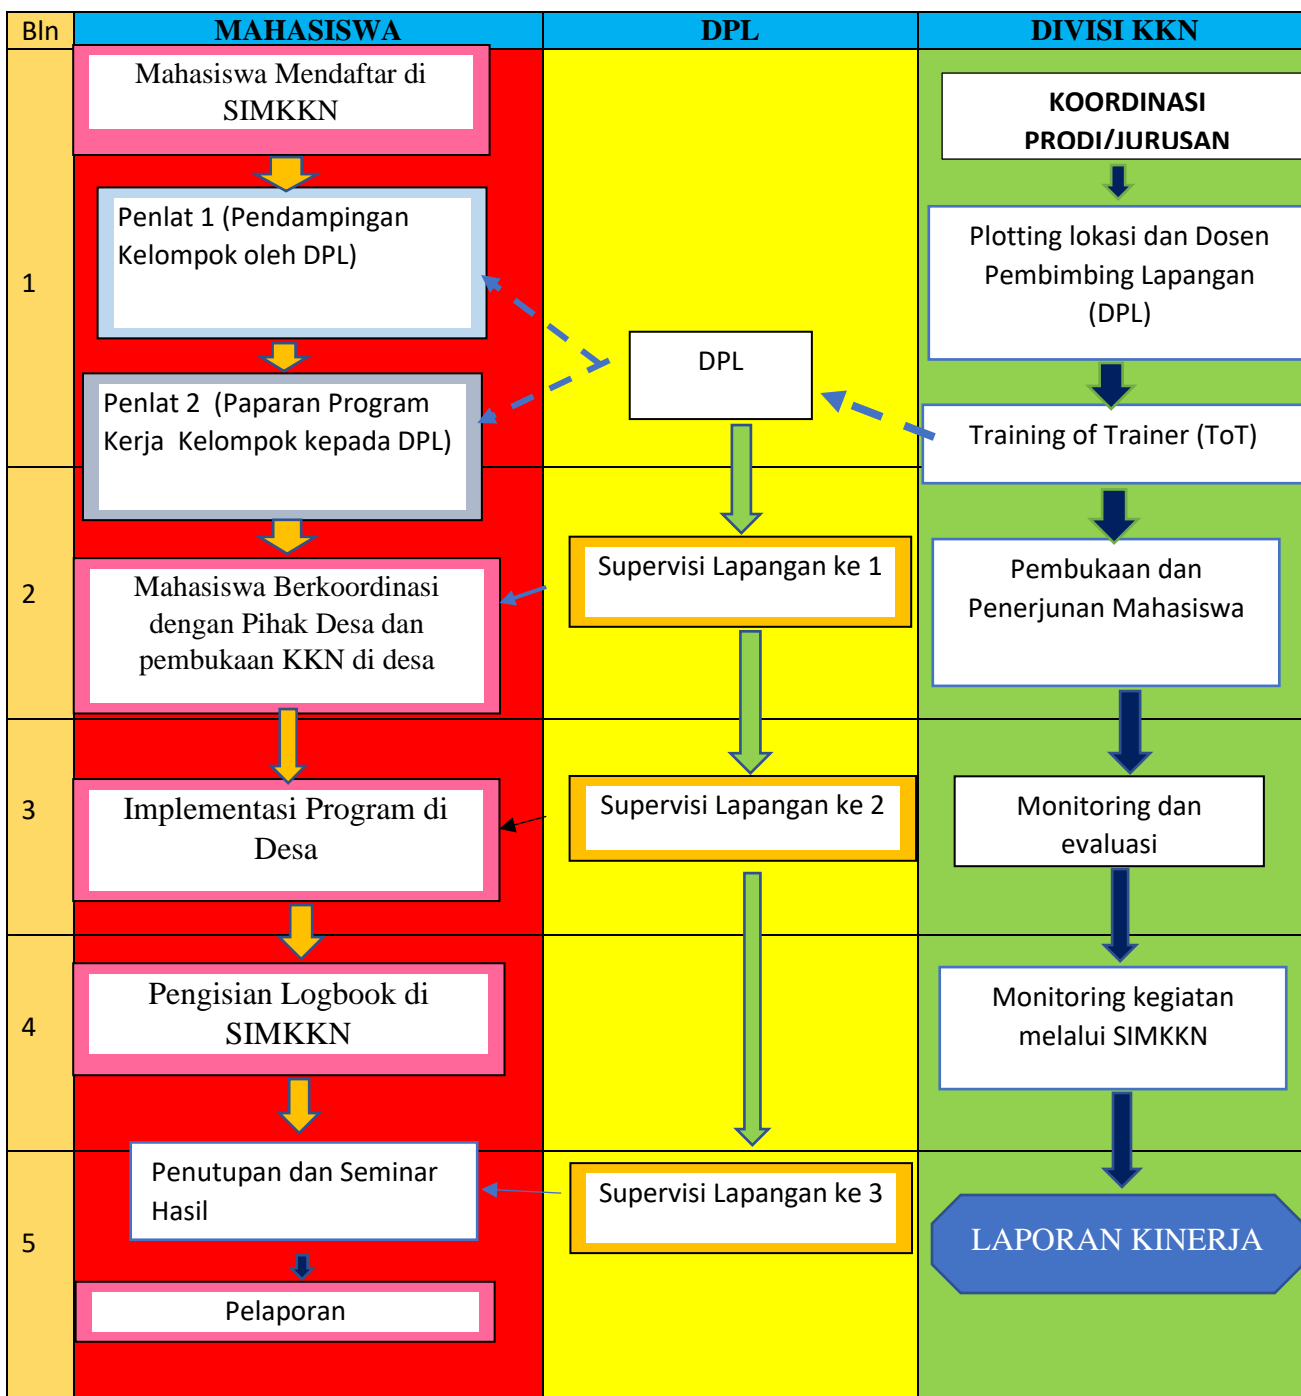 Bln
MAHASISWA
DPL
DIVISI KKN
1
Mahasiswa Mendaftar di
SIMKKN
KOORDINASI
PRODI/JURUSAN
Penlat 1 (Pendampingan
Kelompok oleh DPL)
Plotting lokasi dan Dosen
Pembimbing Lapangan
(DPL)
DPL
Penlat 2  (Paparan Program
Kerja  Kelompok kepada DPL)
Training of Trainer (ToT)
2
Mahasiswa Berkoordinasi
dengan Pihak Desa dan
pembukaan KKN di desa
Supervisi Lapangan ke 1
Pembukaan dan
Penerjunan Mahasiswa
3
Implementasi Program di
Desa
Supervisi Lapangan ke 2
Monitoring dan
evaluasi
4
Pengisian Logbook di
SIMKKN
Monitoring kegiatan
melalui SIMKKN
5
Penutupan dan Seminar
Hasil
Supervisi Lapangan ke 3
LAPORAN KINERJA
Pelaporan